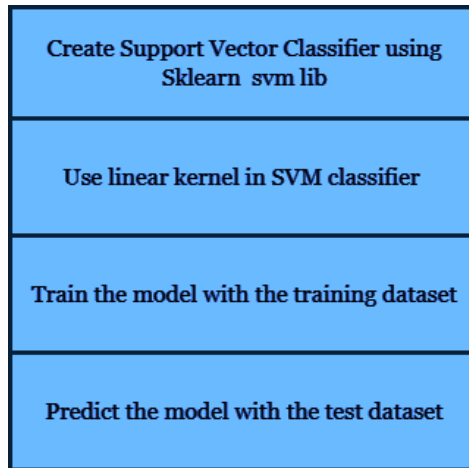 Create Support Vector Classifier using
Sklearn svm lib
Use linear kernel in SVM classifier
Train the model with the training dataset
Predict the model with the test dataset